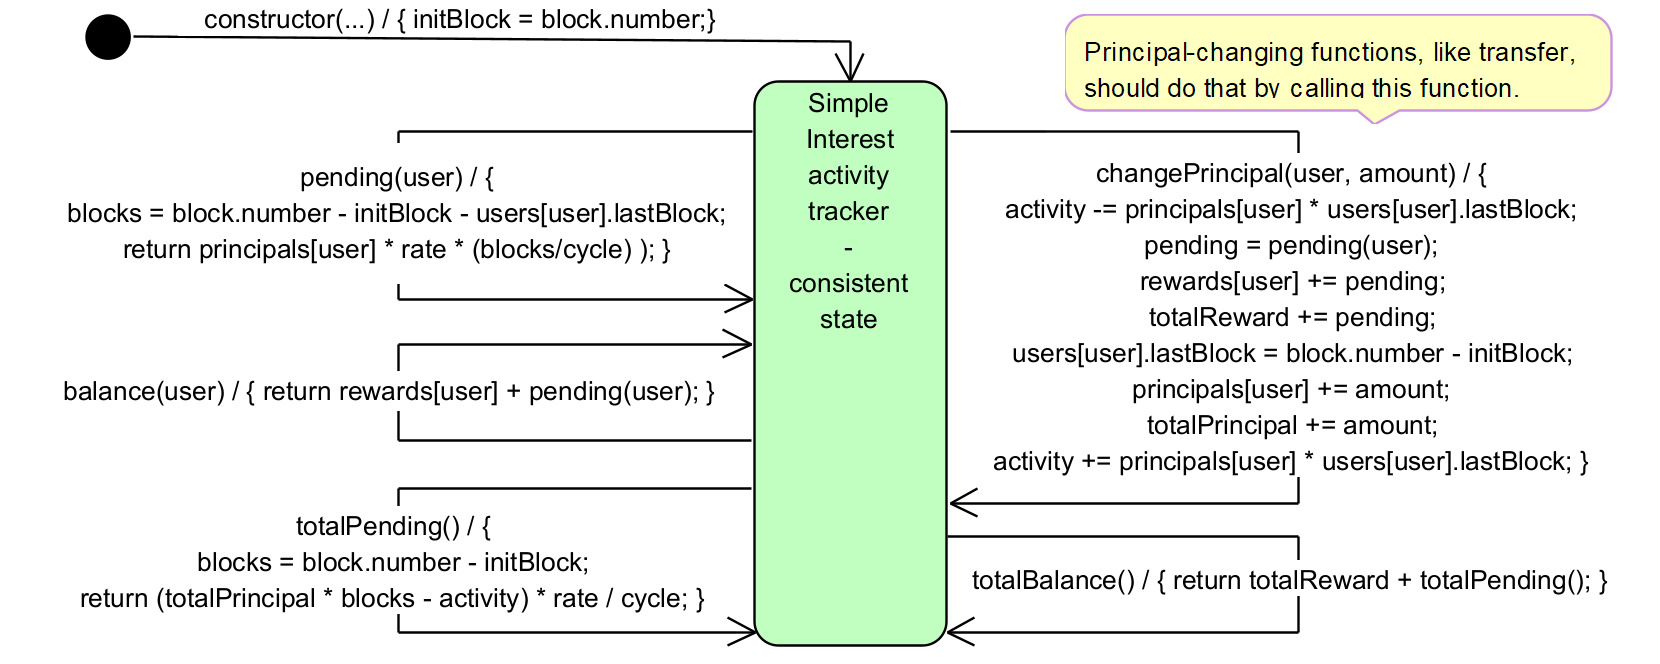 constructor(...) / { initBlock = block.number;}
Principal-changing functions, like transfer,
should do that by calling this function.
Simple
Interest
activity
tracker
-
consistent
state
pending(user) / {
blocks = block.number - initBlock - users[user].lastBlock;
return principals[user] * rate * (blocks/cycle) ); }
balance(user) / { return rewards[user] + pending(user); }
totalPending() / {
blocks = block.number - initBlock;
return (totalPrincipal * blocks - activity) * rate / cycle; }
changePrincipal(user, amount) / {
activity -= principals[user] * users[user].lastBlock;
pending = pending(user);
rewards[user] += pending;
totalReward += pending;
users[user].lastBlock = block.number - initBlock;
principals[user] += amount;
totalPrincipal += amount;
activity += principals[user] * users[user].lastBlock; }
totalBalance() / { return totalReward + totalPending(); }